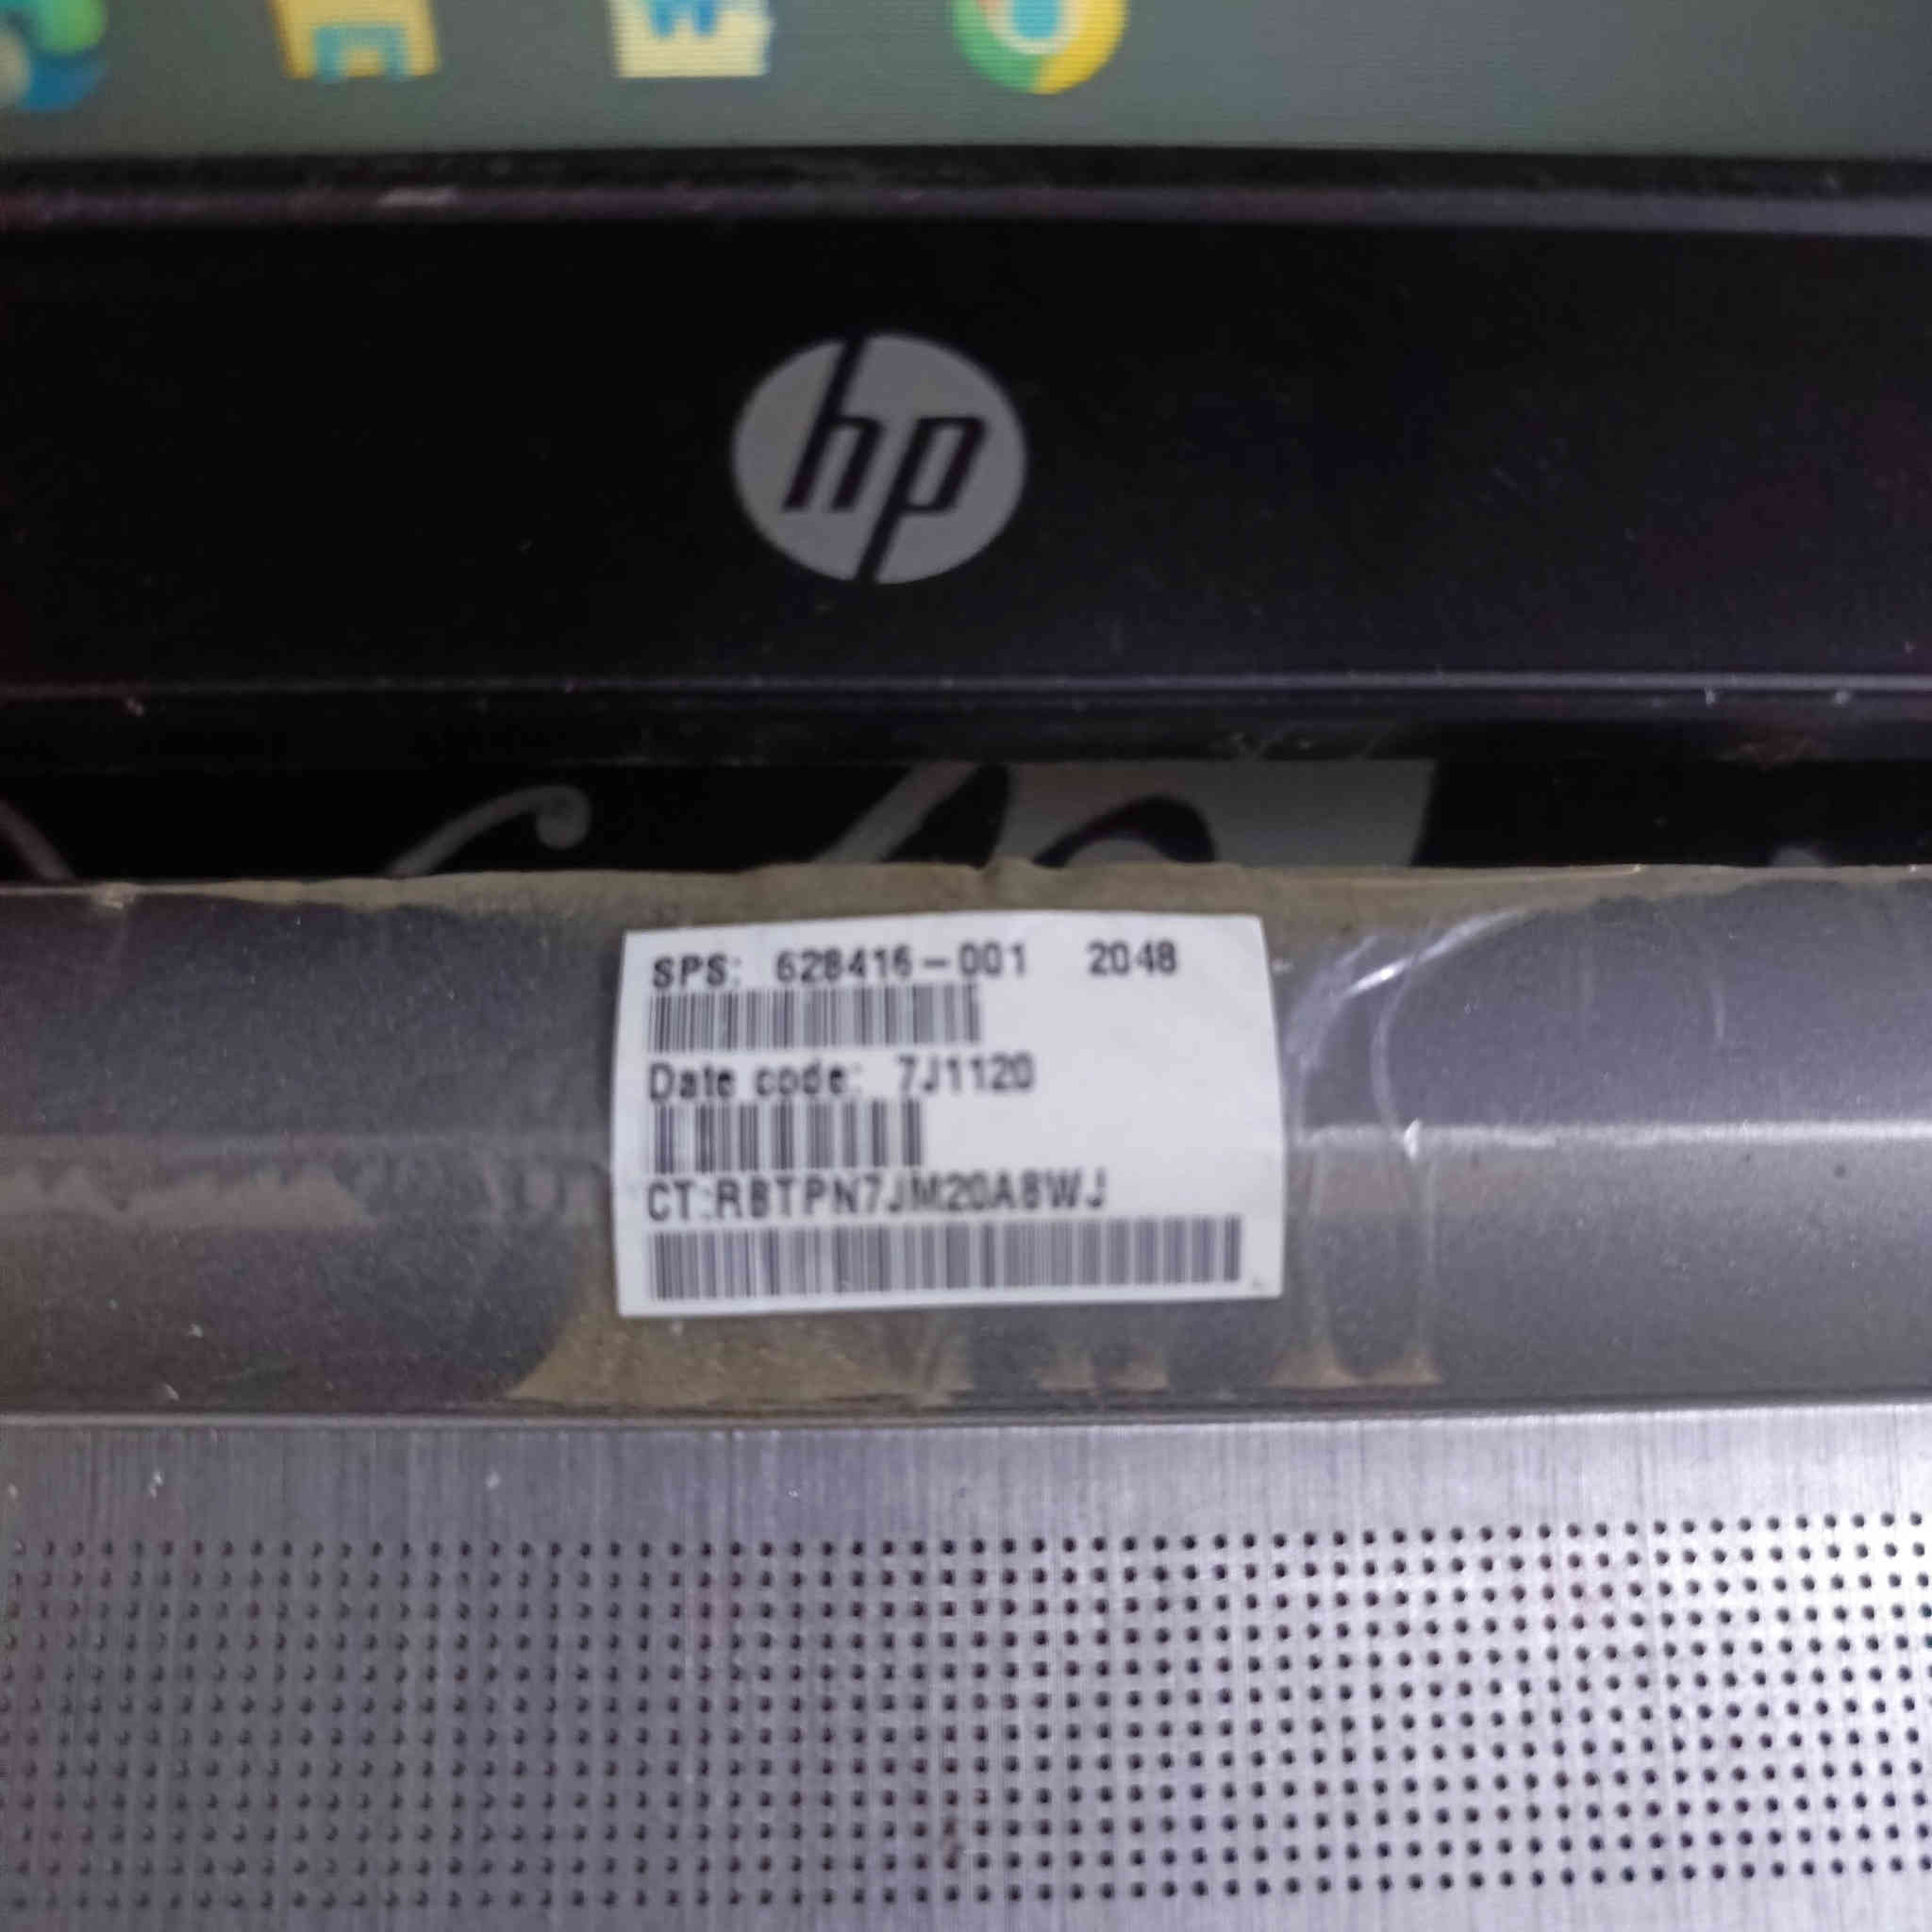 W
hp
SPS: 628416-001 2048
Date code: 7J1120
CT:RBTPN7JM20A8WJ